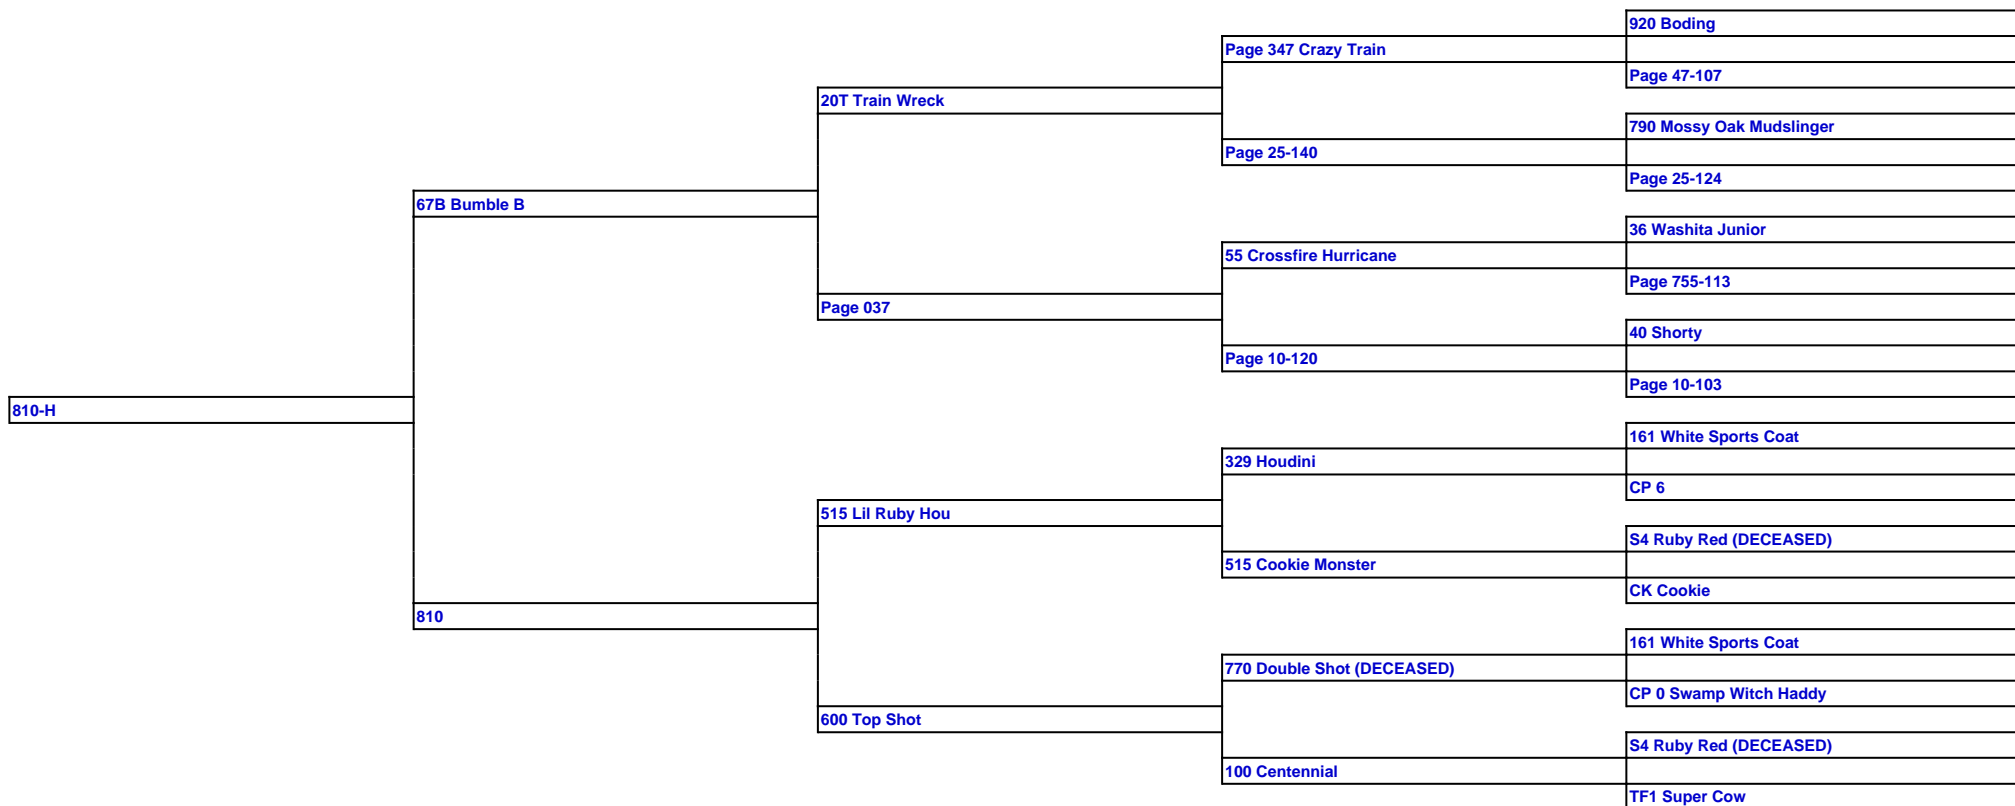 920 Boding
Page 347 Crazy Train
Page 47-107
20T Train Wreck
790 Mossy Oak Mudslinger
Page 25-140
Page 25-124
67B Bumble B
36 Washita Junior
55 Crossfire Hurricane
Page 755-113
Page 037
40 Shorty
Page 10-120
Page 10-103
810-H
161 White Sports Coat
329 Houdini
CP 6
515 Lil Ruby Hou
S4 Ruby Red (DECEASED)
515 Cookie Monster
CK Cookie
810
161 White Sports Coat
770 Double Shot (DECEASED)
CP 0 Swamp Witch Haddy
600 Top Shot
S4 Ruby Red (DECEASED)
100 Centennial
TF1 Super Cow